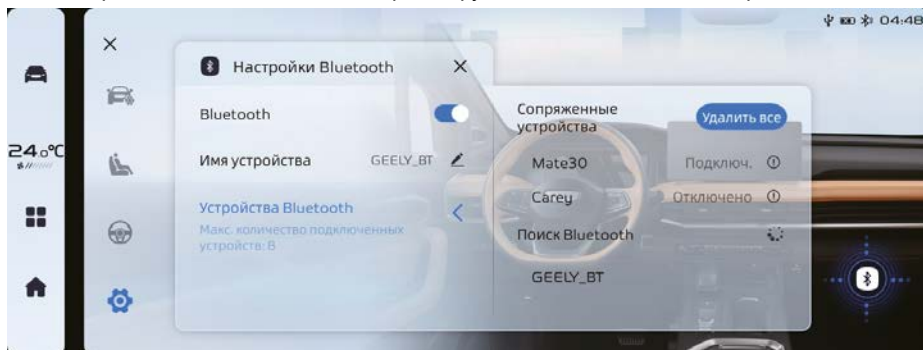 04:48
Настройки Bluetooth
Bluetooth
Имя устройства GEELY_BT
Устройства Bluetooth
Макс. количество подключенных
устройств: 8
24.0°C
Сопряженные
устройства
Удалить все
Mate30 Подключ.
Carey Отключено
Поиск Bluetooth
GEELY_BT